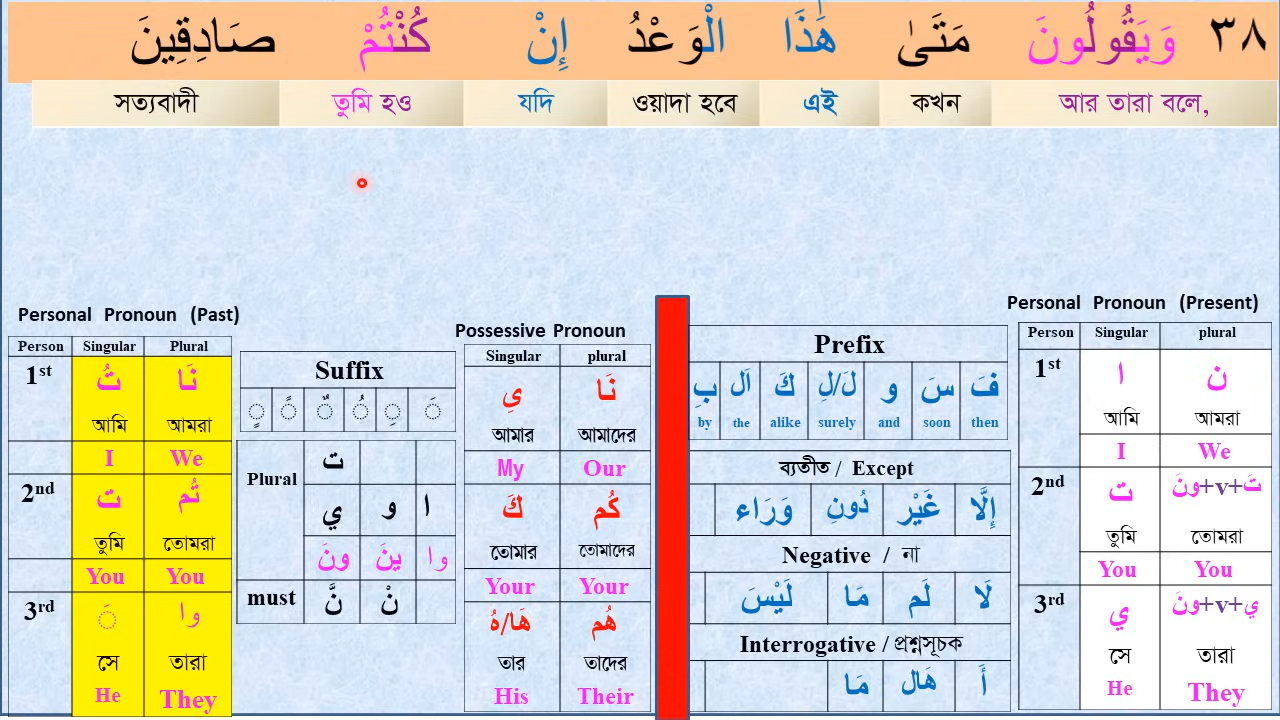 ٣٨ وَيَقُولُونَ مَتَىٰ هَٰذَا الْوَعْدُ إِنْ كُنْتُمْ صَادِقِينَ
সত্যবাদী তুমি হও যদি ওয়াদা হবে এই কখন আর তারা বলে,
Personal Pronoun (Past)
Person Singular Plural
1st تُ نَا
আমি আমরা
I We
2nd ت تُم
তুমি তোমরা
You You
3rd ◌َ وا
সে তারা
He They
Suffix
◌ٍ ◌ً ◌ٌ ◌ُ ◌ِ ◌َ
Plural ت
ي و ا
ونَ ينَ وا
must نَّ نْ
Possessive Pronoun
Singular plural
يِ نَا
আমার আমাদের
My Our
كَ كُم
তোমার তোমাদের
Your Your
هَا/هُ هُم
তার তাদের
His Their
Prefix
بِ اَل كَ لَ/لِ و سَ فَ
by the alike surely and soon then
ব্যতীত / Except
وَرَاء دُونِ غَيْر إِلَّا
Negative / না
لَيْسَ مَا لَم لَا
Interrogative / প্রশ্নসূচক
مَا هَال أَ
Personal Pronoun (Present)
Person Singular plural
1st ا ن
আমি আমরা
I We
2nd ت تَ+v+ونَ
তুমি তোমরা
You You
3rd ي ي+v+ونَ
সে তারা
He They